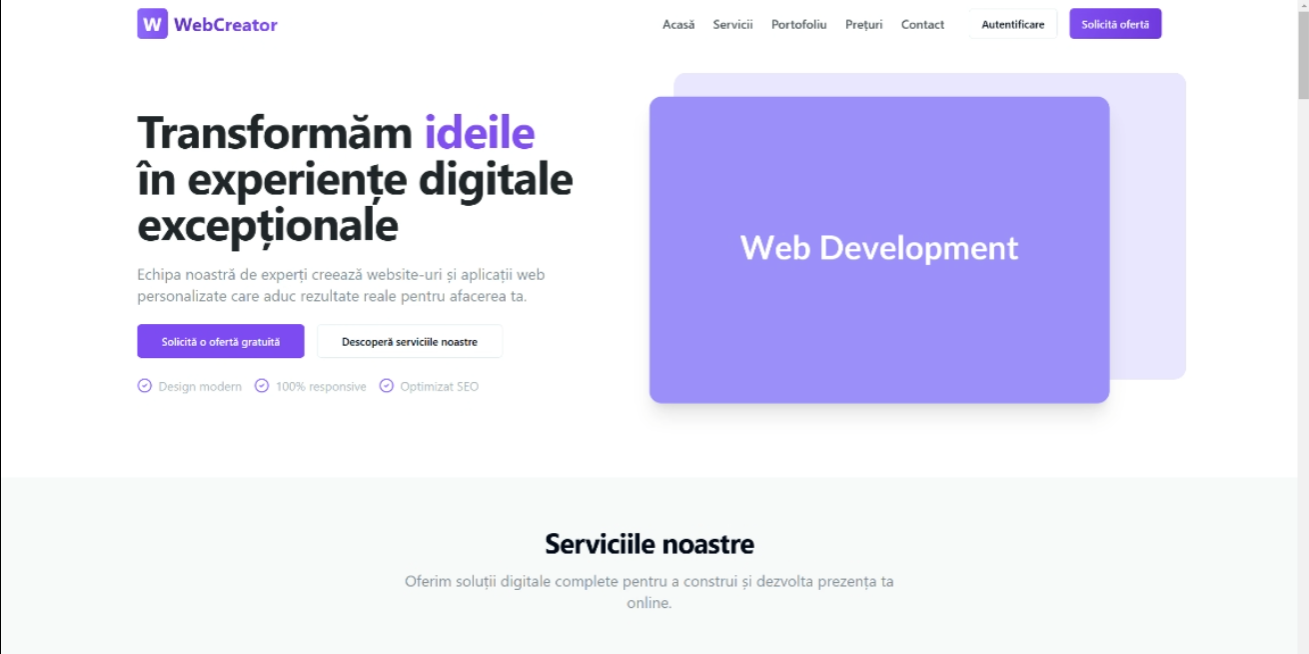 W WebCreator
Acasă Servicii Portofoliu Prețuri Contact Autentificare Solicită ofertă
Transformăm ideile
în experiențe digitale
excepționale
Echipa noastră de experți creează website-uri și aplicații web
personalizate care aduc rezultate reale pentru afacerea ta.
Solicită o ofertă gratuită Descoperă serviciile noastre
Design modern 100% responsive Optimizat SEO
Web Development
Serviciile noastre
Oferim soluții digitale complete pentru a construi și dezvolta prezența ta
online.